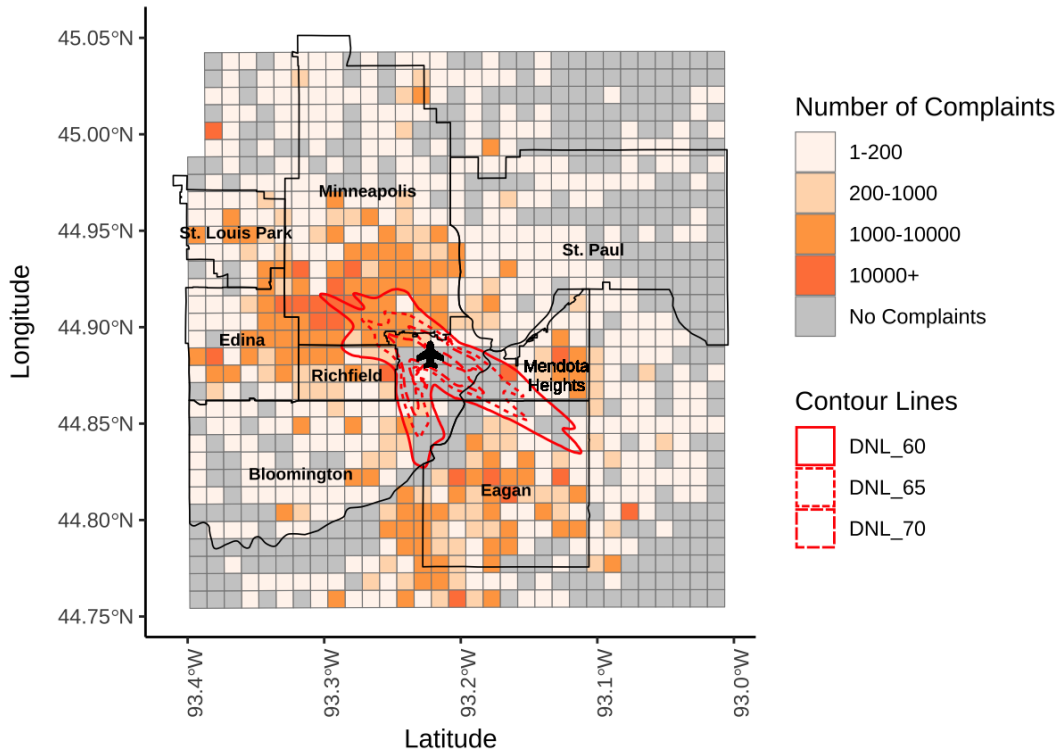 45.05°N
45.00°N
44.95°N
44.90°N
44.85°N
44.80°N
44.75°N
Longitude
Minneapolis
St. Louis Park
St. Paul
Edina
Richfield
Mendota
Heights
Bloomington
Eagan
93.4°W
93.3°W
93.2°W
93.1°W
93.0°W
Latitude
Number of Complaints
1-200
200-1000
1000-10000
10000+
No Complaints
Contour Lines
DNL_60
DNL_65
DNL_70